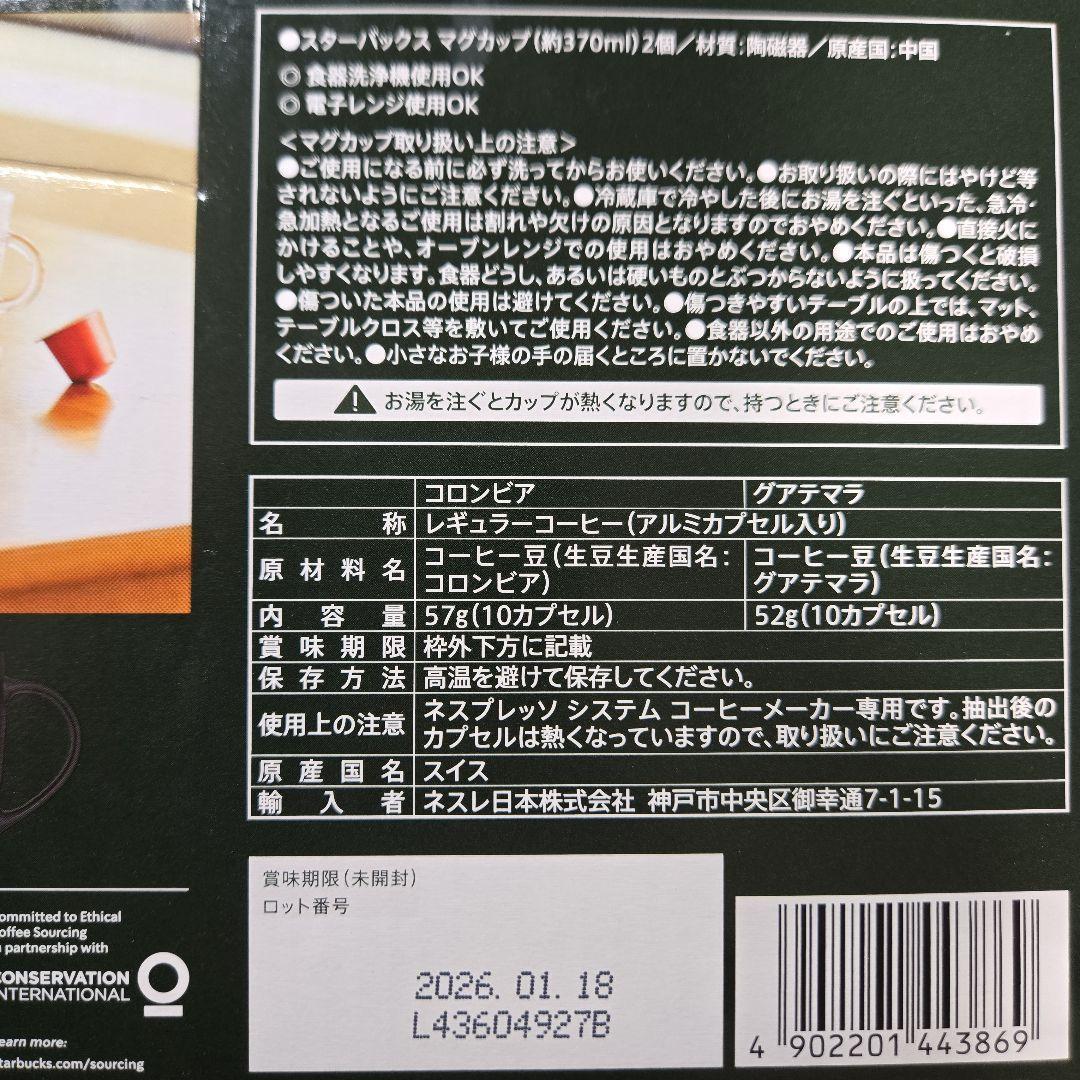 ●スターバックス マグカップ(約370ml)2個/材質:陶磁器/原産国:中国
◎ 食器洗浄機使用OK
◎ 電子レンジ使用OK
<マグカップ取り扱い上の注意>
●ご使用になる前に必ず洗ってからお使いください。●お取り扱いの際にはやけど等
されないようにご注意ください。●冷蔵庫で冷やした後にお湯を注ぐといった、急冷・
急加熱となるご使用は割れや欠けの原因となりますのでおやめください。●直接火に
かけることや、オーブンレンジでの使用はおやめください。●本品は傷つくと破損
しやすくなります。食器どうし、あるいは硬いものとぶつからないように扱ってください。
●傷ついた本品の使用は避けてください。●傷つきやすいテーブルの上では、マット、
テーブルクロス等を敷いてご使用ください。●食器以外の用途でのご使用はおやめ
ください。●小さなお子様の手の届くところに置かないでください。
お湯を注ぐとカップが熱くなりますので、持つときにご注意ください。
コロンビア グアテマラ
名称 レギュラーコーヒー(アルミカプセル入り)
原材料名 コーヒー豆(生豆生産国名:
コロンビア) コーヒー豆(生豆生産国名:
グアテマラ)
内容量 57g(10カプセル) 52g(10カプセル)
賞味期限 枠外下方に記載
保存方法 高温を避けて保存してください。
使用上の注意 ネスプレッソ システム コーヒーメーカー専用です。抽出後の
カプセルは熱くなっていますので、取り扱いにご注意ください。
原産国名 スイス
輸入者 ネスレ日本株式会社 神戸市中央区御幸通7-1-15
賞味期限(未開封)
ロット番号
2026. 01. 18
L43604927B
4 902201 443869
ommitted to Ethical
offee Sourcing
partnership with
CONSERVATION
INTERNATIONAL
earn more:
tarbucks.com/sourcing